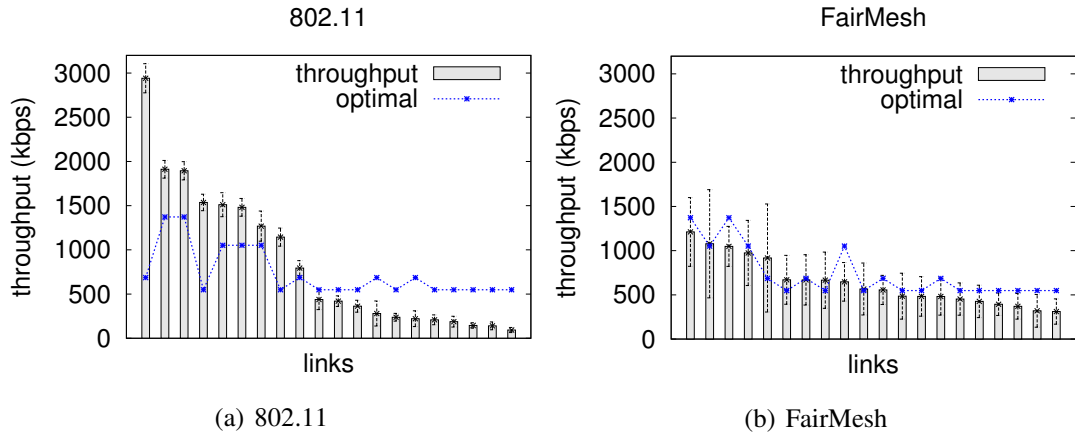 802.11
throughput (kbps)
3000
2500
2000
1500
1000
500
0
throughput
optimal
links
(a) 802.11
FairMesh
throughput (kbps)
3000
2500
2000
1500
1000
500
0
throughput
optimal
links
(b) FairMesh